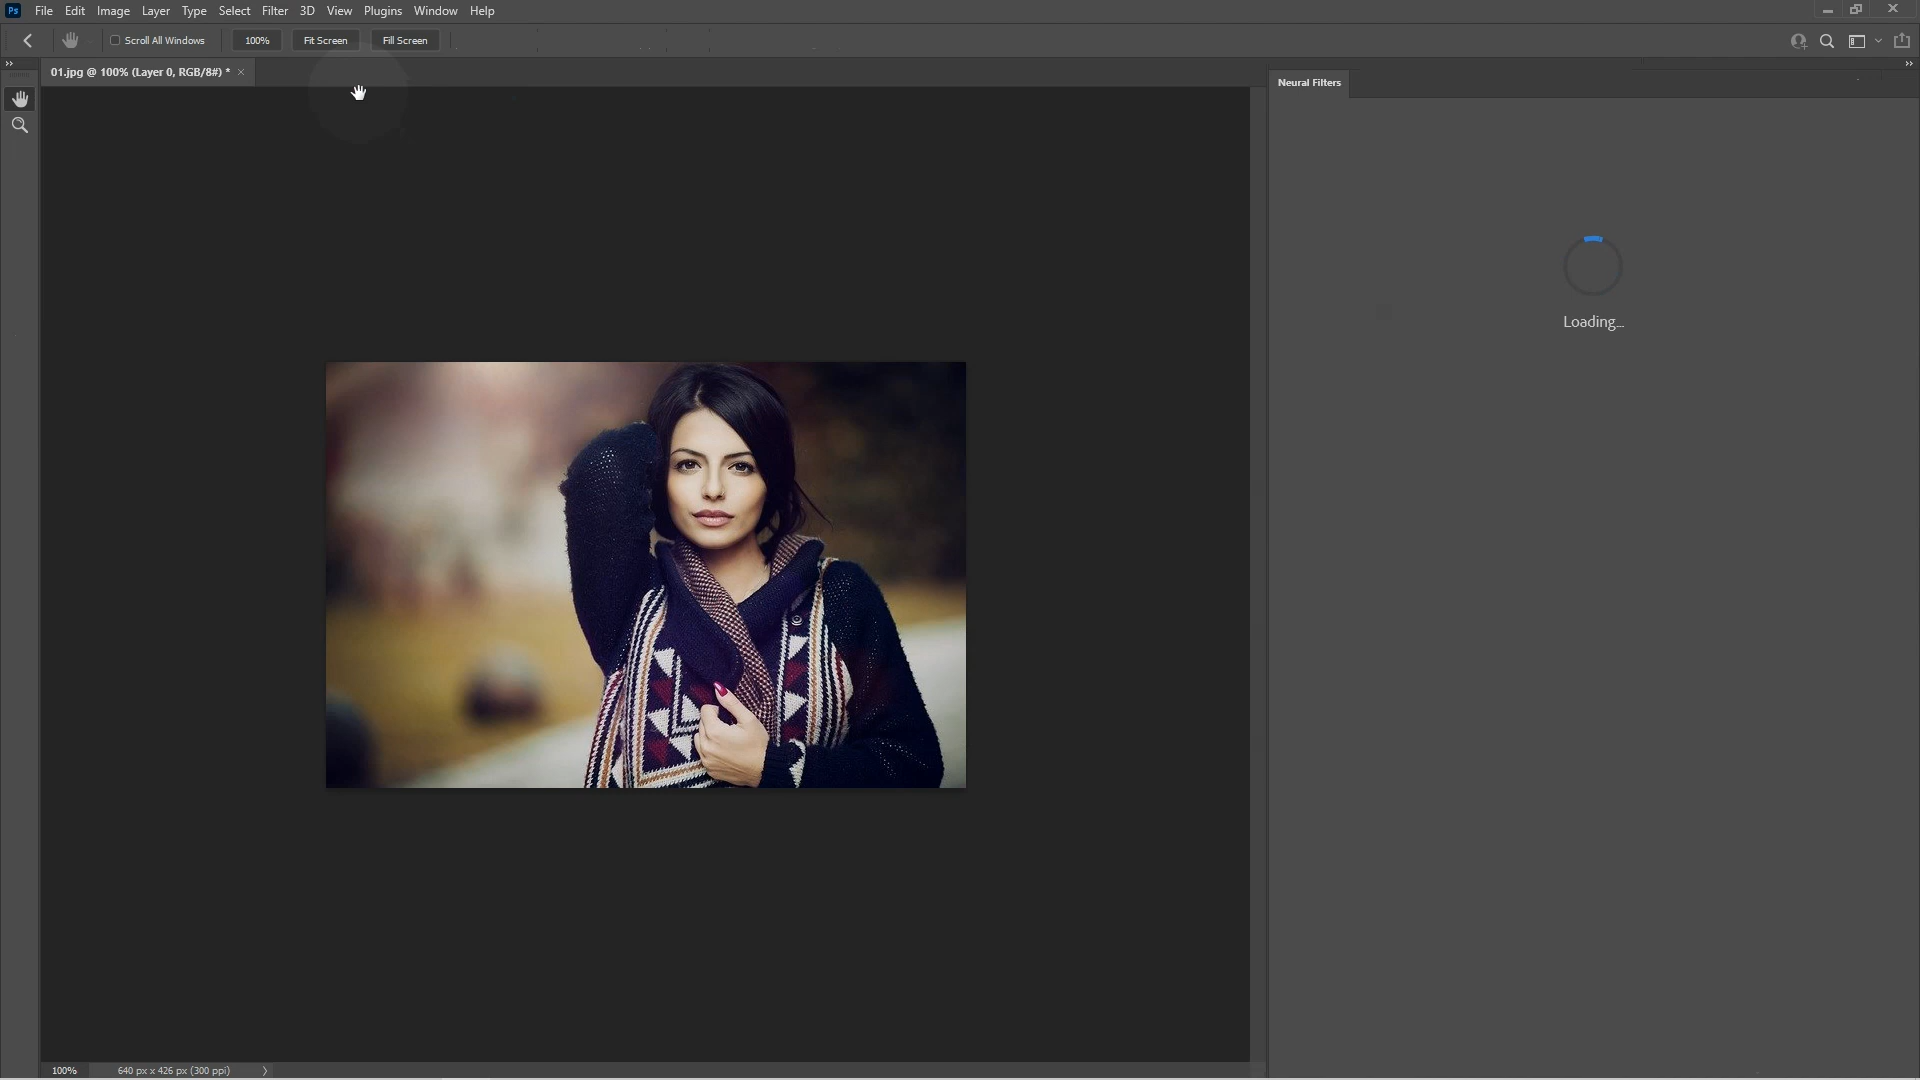 Ps File Edit Image Layer Type Select Filter 3D View Plugins Window Help
Scroll All Windows 100% Fit Screen Fill Screen
01.jpg @ 100% (Layer 0, RGB/8#) *
Neural Filters
Loading...
100% 640 px x 426 px (300 ppi)